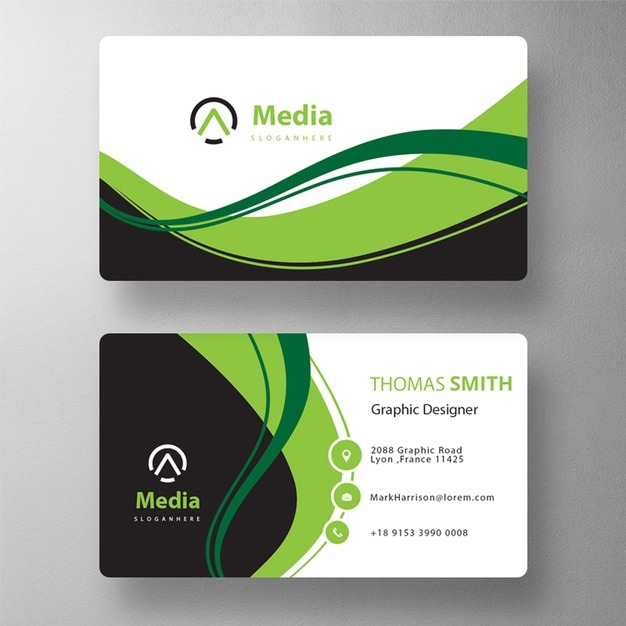 Media
SLOGANHERE
THOMAS SMITH
Graphic Designer
2088 Graphic Road
Lyon ,France 11425
MarkHarrison@lorem.com
+18 9153 3990 0008
Media
SLOGANHERE